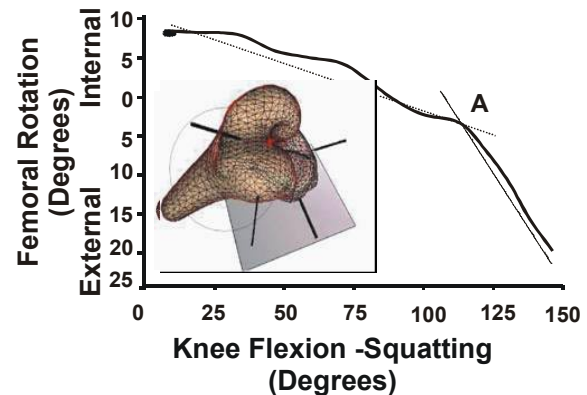 Femoral Rotation
(Degrees)
External Internal
10
5
0
5
10
15
20
25
A
0 25 50 75 100 125 150
Knee Flexion -Squatting
(Degrees)